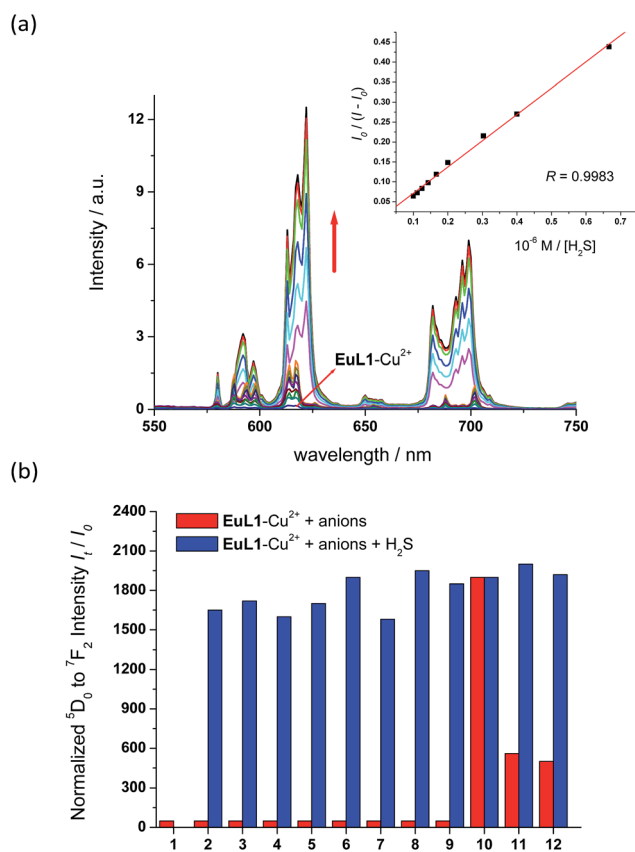 (a)
Intensity / a.u.
12
9
6
3
0
550
600
650
700
750
wavelength / nm
EuL1-Cu²⁺
I₀ / (I - I₀)
0.45
0.40
0.35
0.30
0.25
0.20
0.15
0.10
0.05
0.1
0.2
0.3
0.4
0.5
0.6
0.7
R = 0.9983
10⁻⁶ M / [H₂S]
(b)
Normalized ⁵D₀ to ⁷F₂ Intensity Iₜ / I₀
2400
2100
1800
1500
1200
900
600
300
0
EuL1-Cu²⁺ + anions
EuL1-Cu²⁺ + anions + H₂S
1 2 3 4 5 6 7 8 9 10 11 12